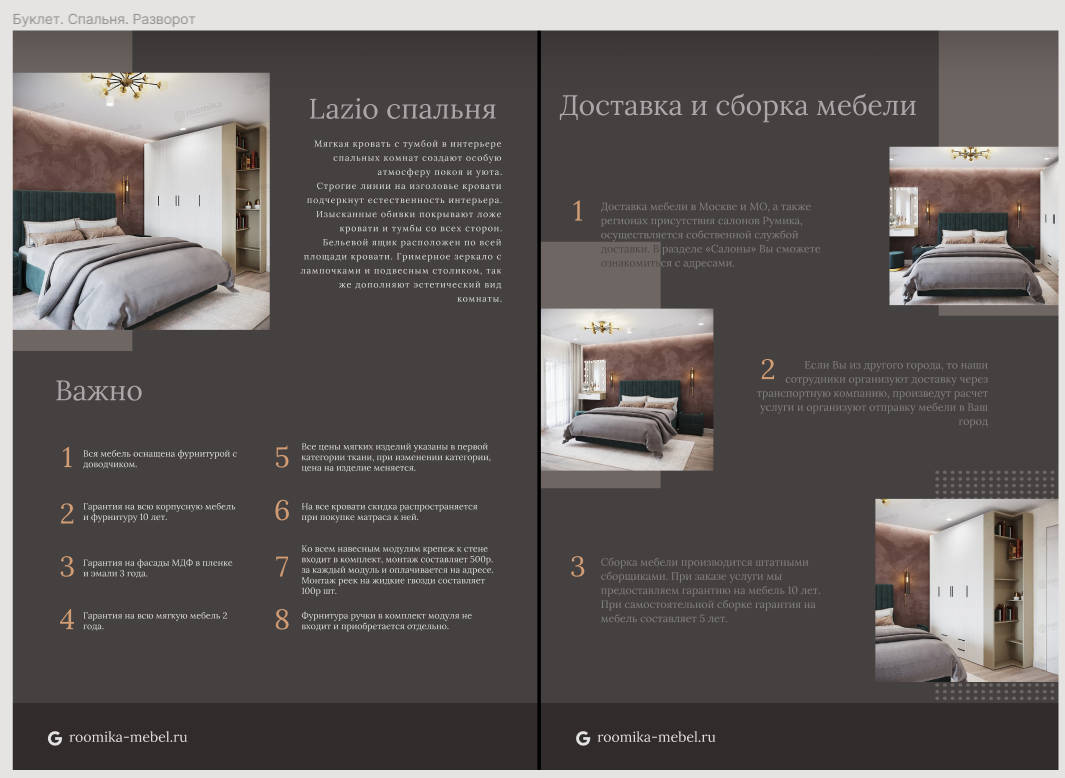 Буклет. Спальня. Разворот
Lazio спальня
Мягкая кровать с тумбой в интерьере
спальных комнат создают особую
атмосферу покоя и уюта.
Строгие линии на изголовье кровати
подчеркнут естественность интерьера.
Изысканные обивки покрывают ложе
кровати и тумбы со всех сторон.
Бельевой ящик расположен по всей
площади кровати. Гримерное зеркало с
лампочками и подвесным столиком, так
же дополняют эстетический вид
комнаты.
Важно
1 Вся мебель оснащена фурнитурой с
доводчиком.
2 Гарантия на всю корпусную мебель
и фурнитуру 10 лет.
3 Гарантия на фасады МДФ в пленке
и эмали 3 года.
4 Гарантия на всю мягкую мебель 2
года.
5 Все цены мягких изделий указаны в первой
категории ткани, при изменении категории,
цена на изделие меняется.
6 На все кровати скидка распространяется
при покупке матраса к ней.
7 Ко всем навесным модулям крепеж к стене
входит в комплект, монтаж составляет 500р.
за каждый модуль и оплачивается на адресе.
Монтаж реек на жидкие гвозди составляет
100р шт.
8 Фурнитура ручки в комплект модуля не
входит и приобретается отдельно.
roomika-mebel.ru
Доставка и сборка мебели
1 Доставка мебели в Москве и МО, а также
регионах присутствия салонов Румика,
осуществляется собственной службой
доставки. В разделе «Салоны» Вы сможете
ознакомиться с адресами.
2 Если Вы из другого города, то наши
сотрудники организуют доставку через
транспортную компанию, произведут расчет
услуги и организуют отправку мебели в Ваш
город
3 Сборка мебели производится штатными
сборщиками. При заказе услуги мы
предоставляем гарантию на мебель 10 лет.
При самостоятельной сборке гарантия на
мебель составляет 5 лет.
roomika-mebel.ru